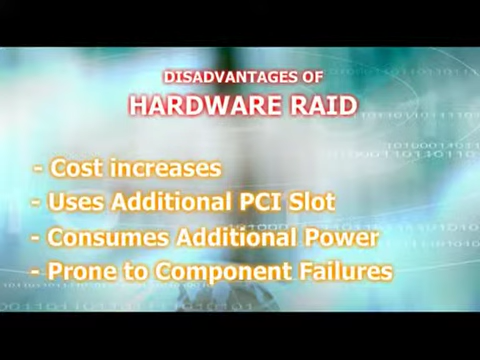 DISADVANTAGES OF
HARDWARE RAID
- Cost increases
- Uses Additional PCI Slot
- Consumes Additional Power
- Prone to Component Failures